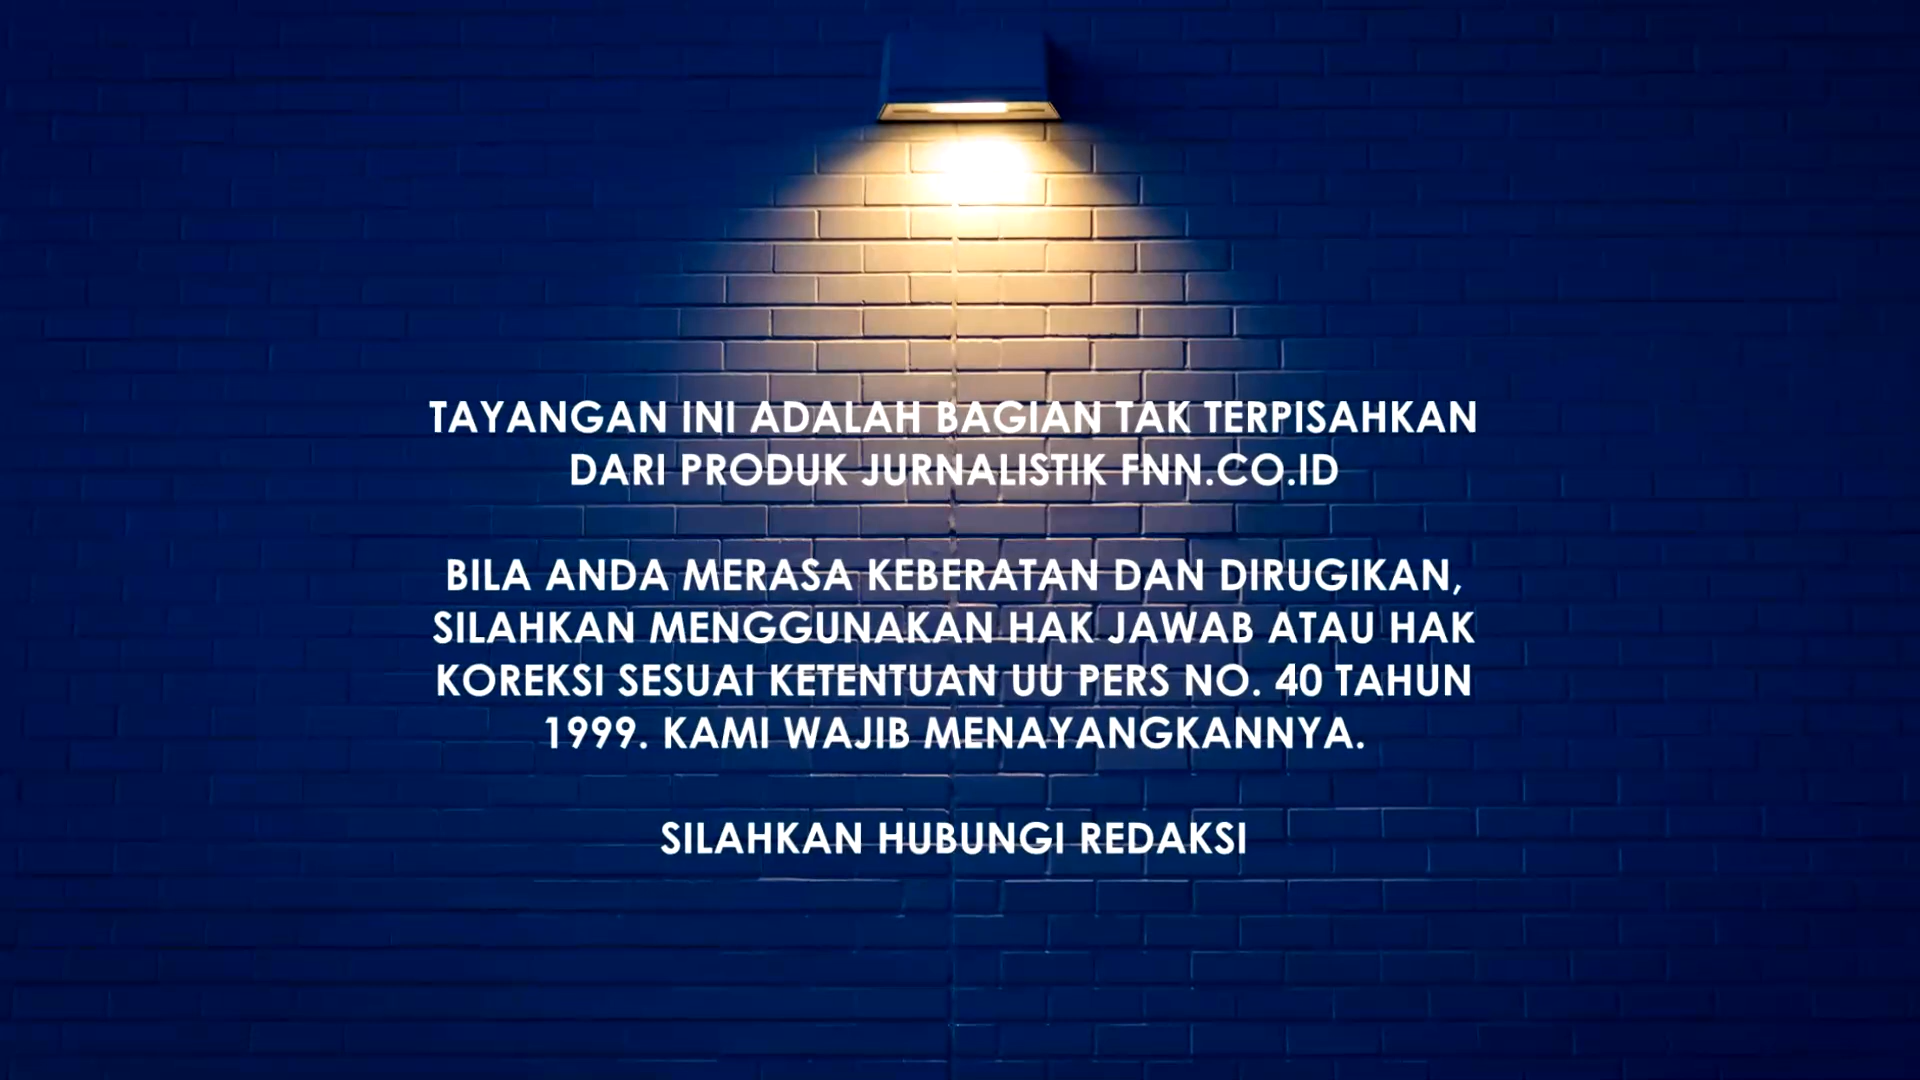 TAYANGAN INI ADALAH BAGIAN TAK TERPISAHKAN
DARI PRODUK JURNALISTIK FNN.CO.ID
BILA ANDA MERASA KEBERATAN DAN DIRUGIKAN,
SILAHKAN MENGGUNAKAN HAK JAWAB ATAU HAK
KOREKSI SESUAI KETENTUAN UU PERS NO. 40 TAHUN
1999. KAMI WAJIB MENAYANGKANNYA.
SILAHKAN HUBUNGI REDAKSI